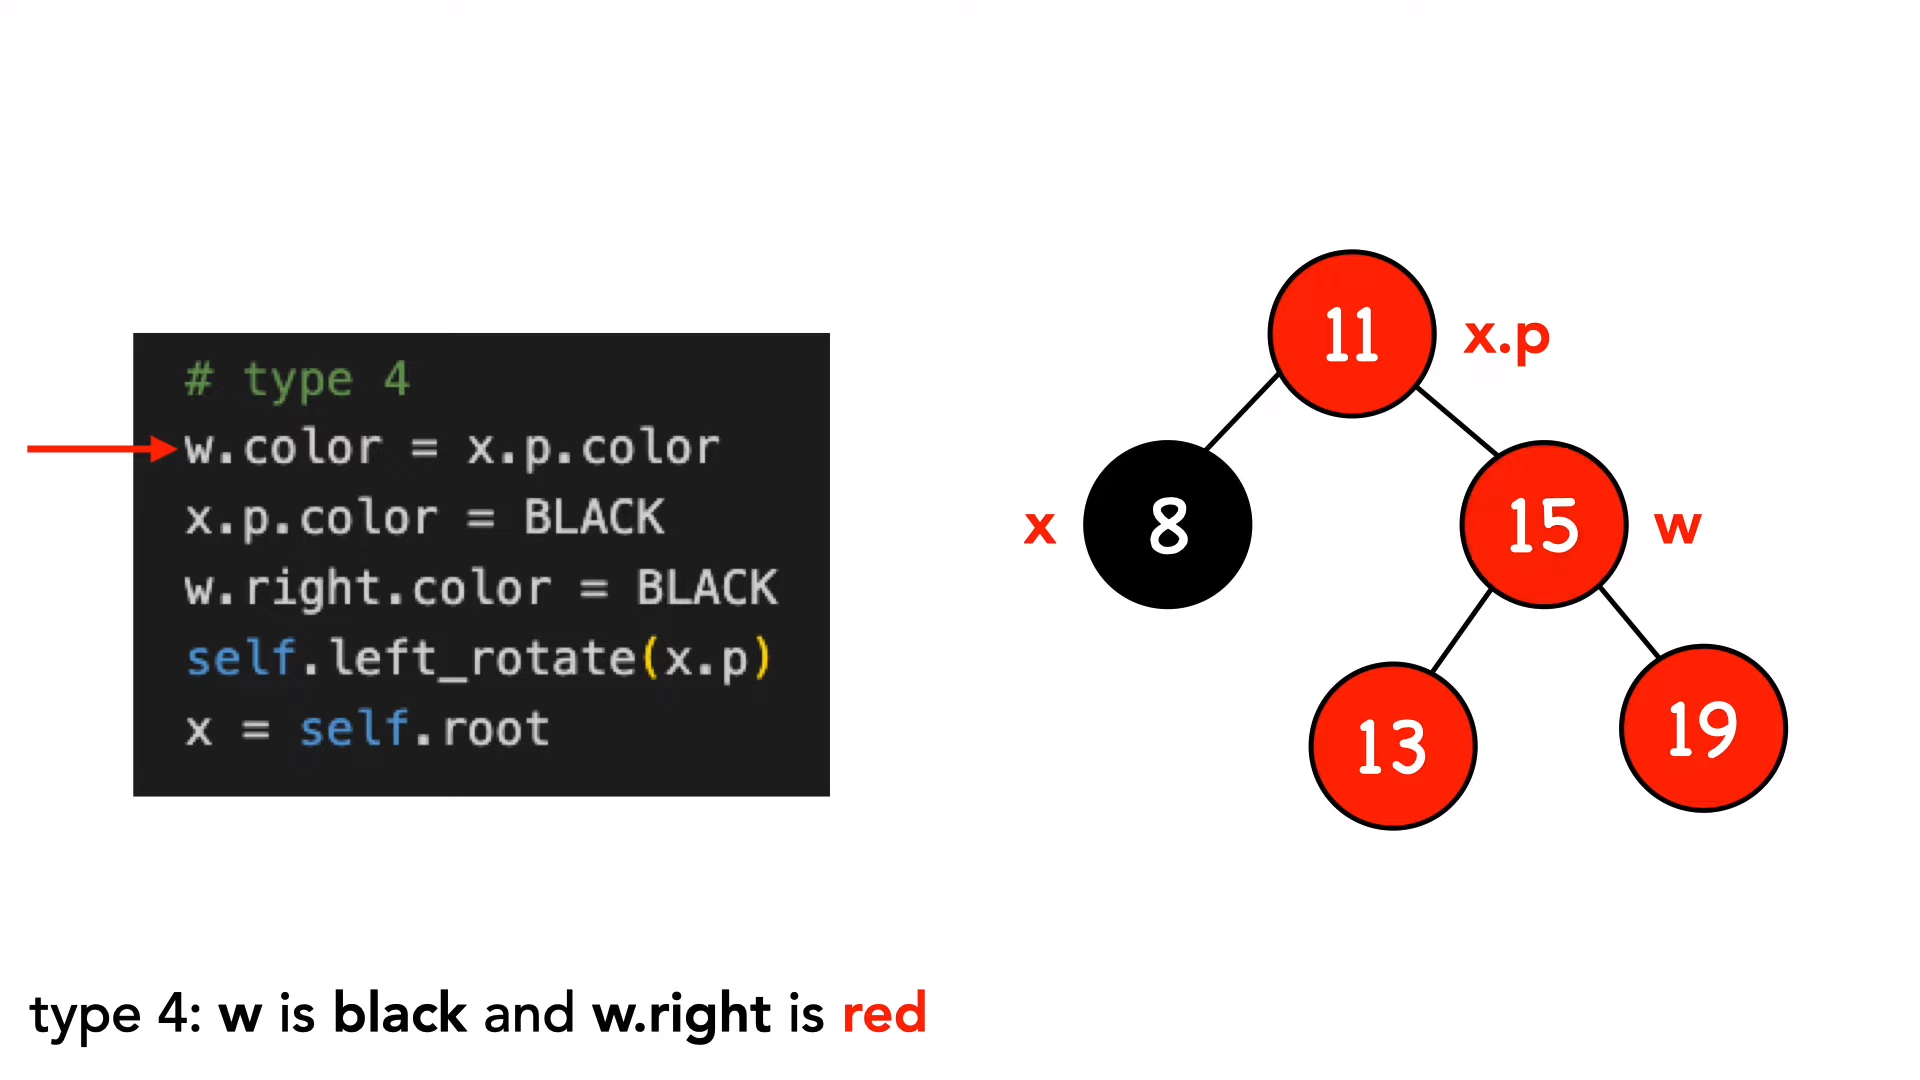 # type 4
w.color = x.p.color
x.p.color = BLACK
w.right.color = BLACK
self.left_rotate(x.p)
x = self.root
11 x.p
x 8 15 w
13 19
type 4: w is black and w.right is red